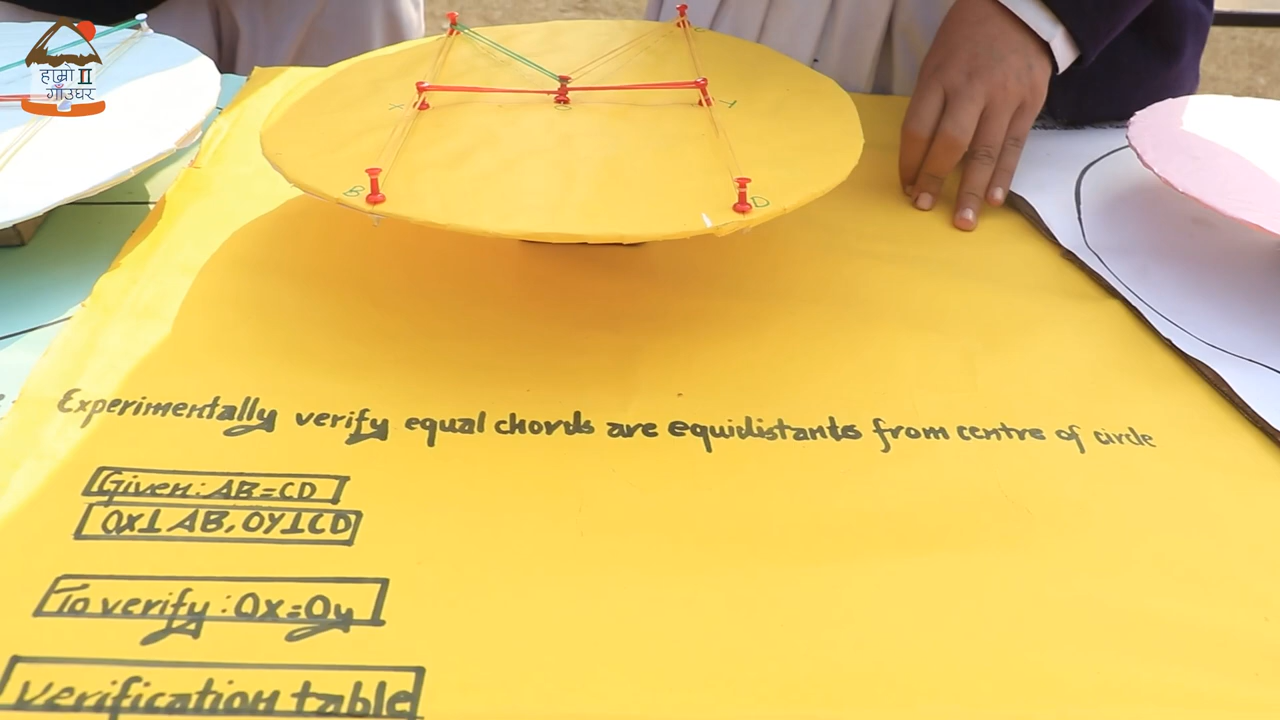 हाम्रो II
गाँउघर
X
Y
O
B
D
Experimentally verify equal chords are equidistants from centre of circle
Given: AB=CD
OX⊥AB, OY⊥CD
To verify: OX=Oy
Verification table